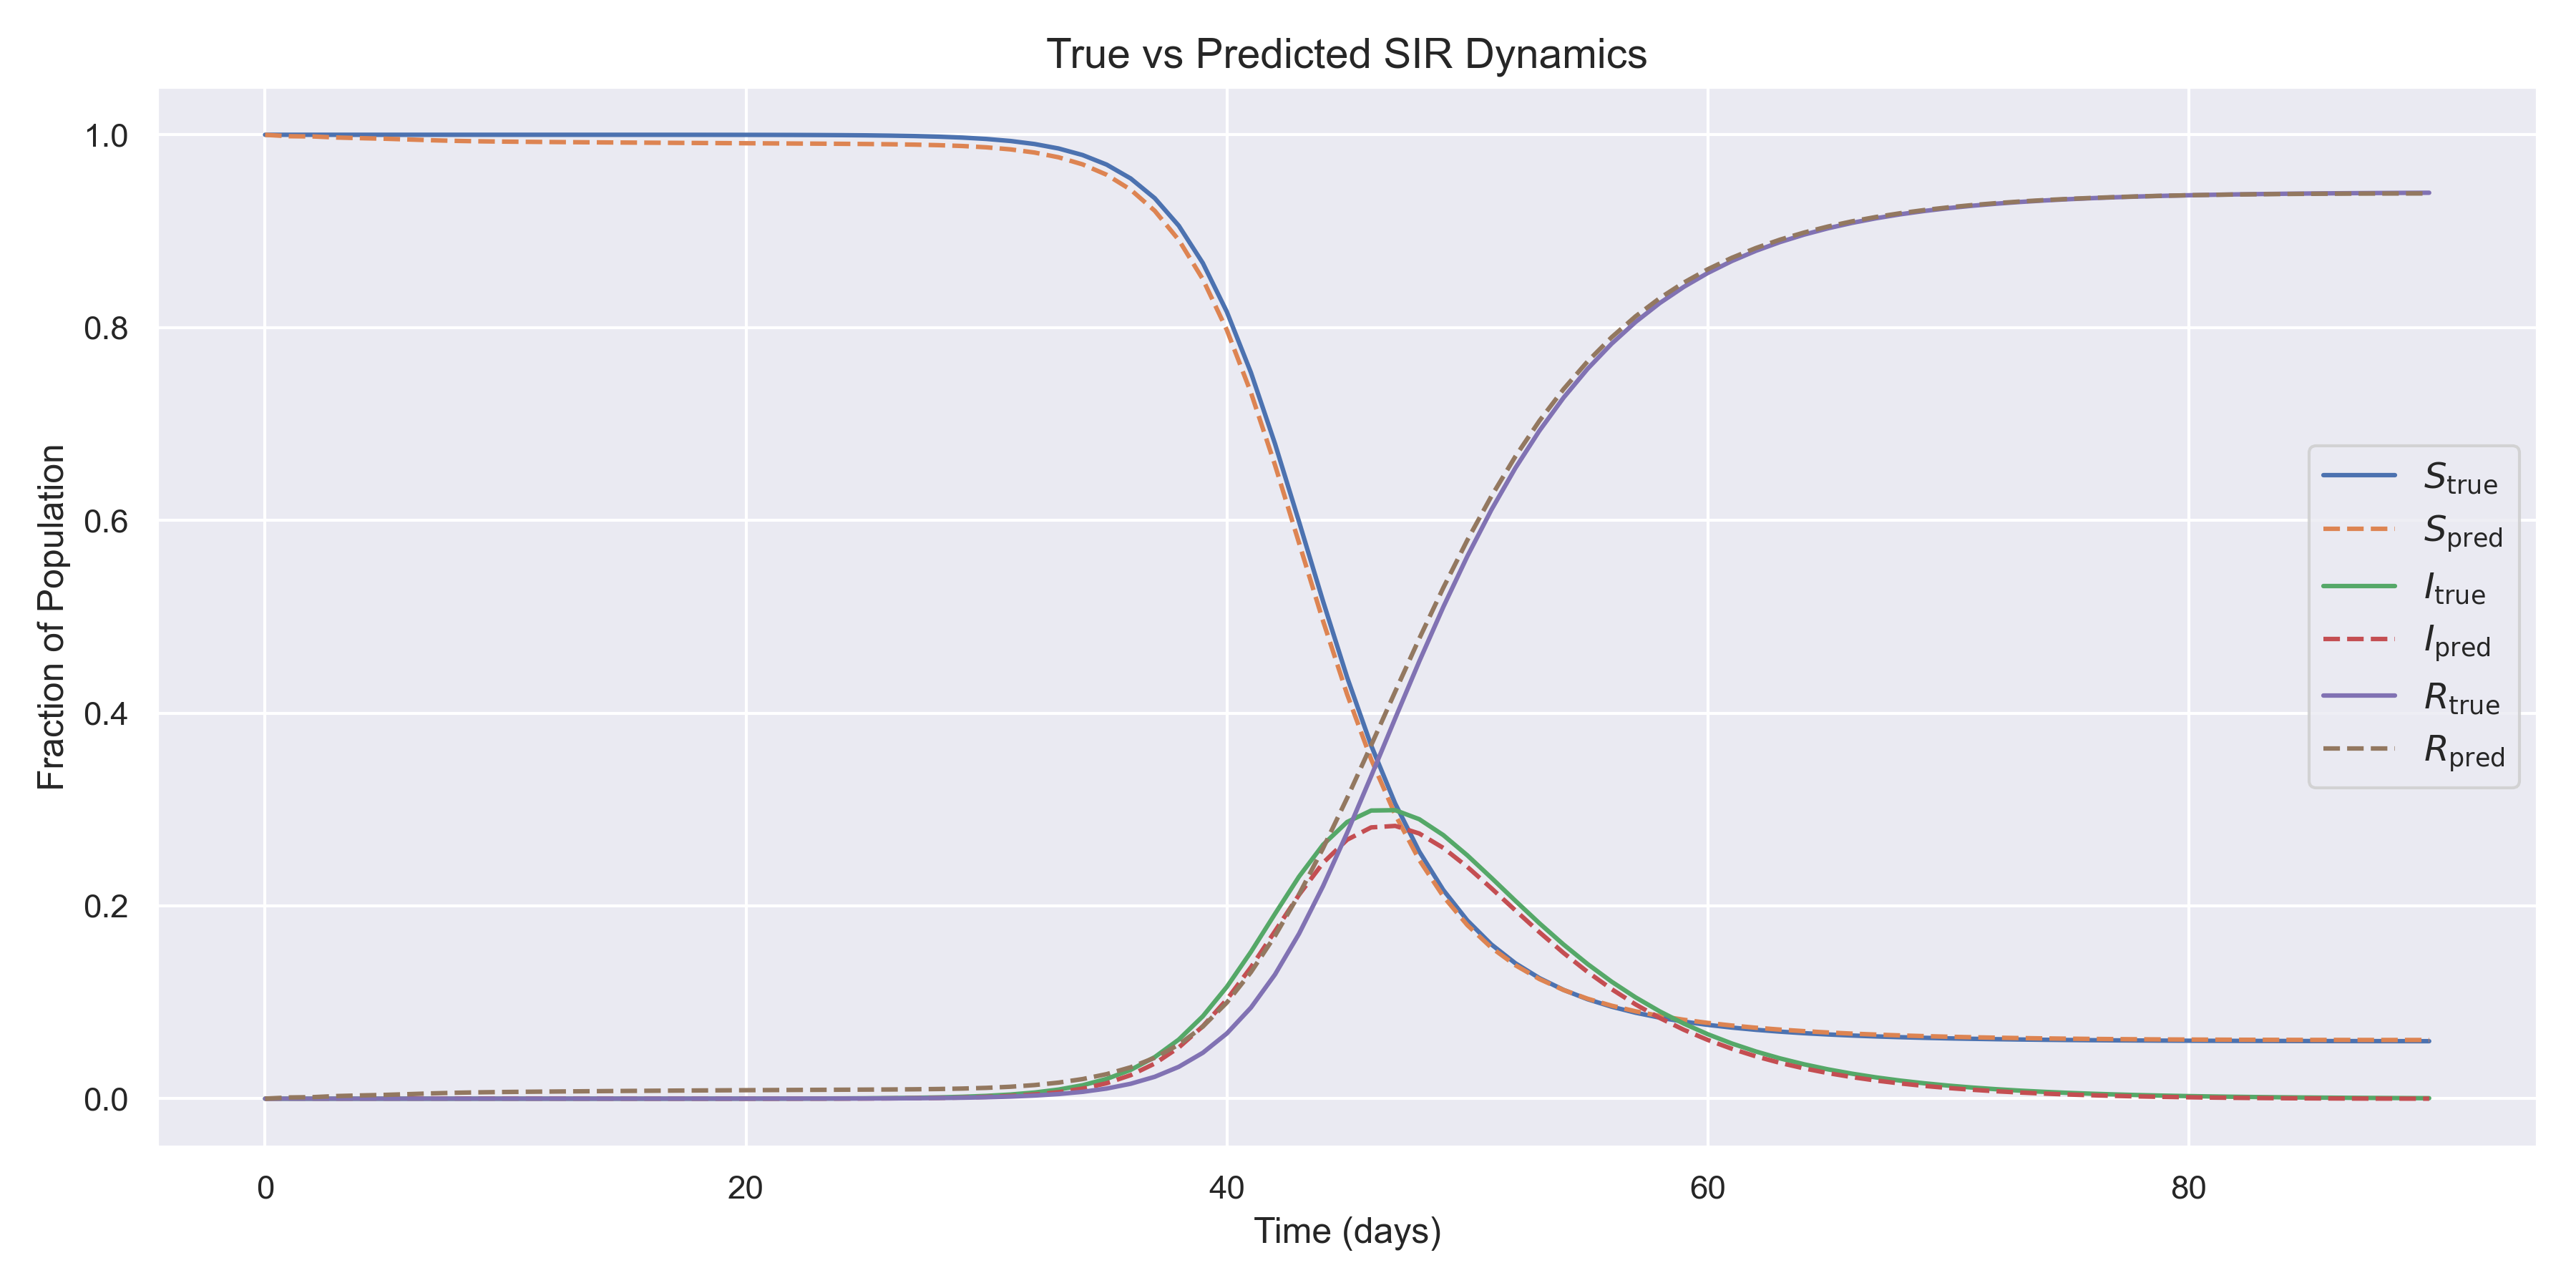 True vs Predicted SIR Dynamics
Fraction of Population
1.0
0.8
0.6
0.4
0.2
0.0
0 20 40 60 80
Time (days)
S_true
S_pred
I_true
I_pred
R_true
R_pred